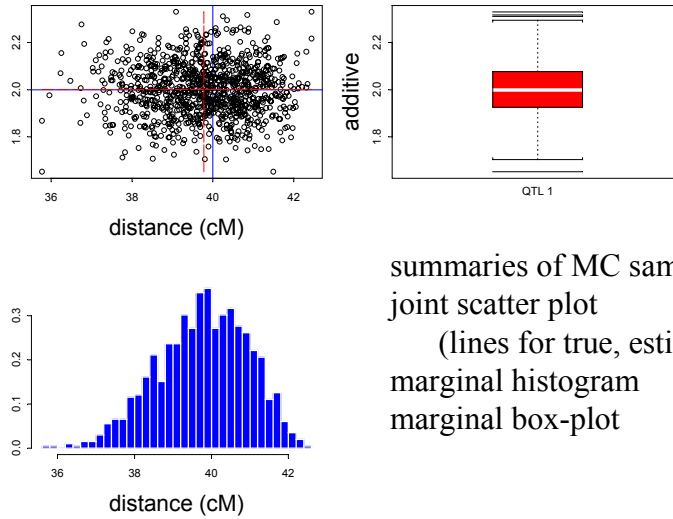 2.2
2.0
1.8
36 38 40 42
distance (cM)
additive
2.2
2.0
1.8
QTL 1
summaries of MC sam
joint scatter plot
(lines for true, esti
marginal histogram
marginal box-plot
0.3
0.2
0.1
0.0
36 38 40 42
distance (cM)